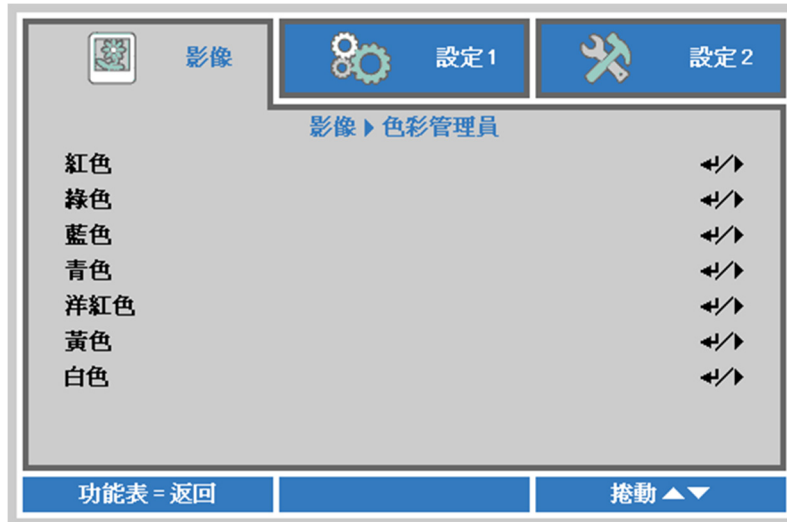 影像 設定1 設定2
影像▶色彩管理員
紅色 ↵/▶
綠色 ↵/▶
藍色 ↵/▶
青色 ↵/▶
洋紅色 ↵/▶
黃色 ↵/▶
白色 ↵/▶
功能表=返回 捲動▲▼